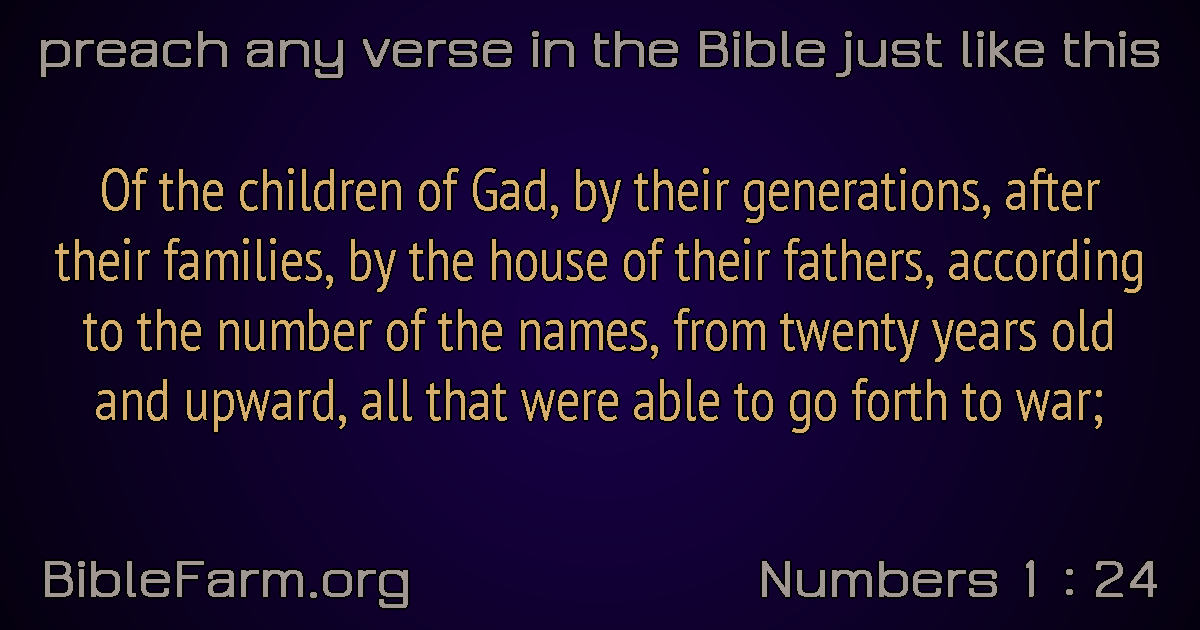 preach any verse in the Bible just like this
Of the children of Gad, by their generations, after
their families, by the house of their fathers, according
to the number of the names, from twenty years old
and upward, all that were able to go forth to war;
BibleFarm.org
Numbers 1 : 24